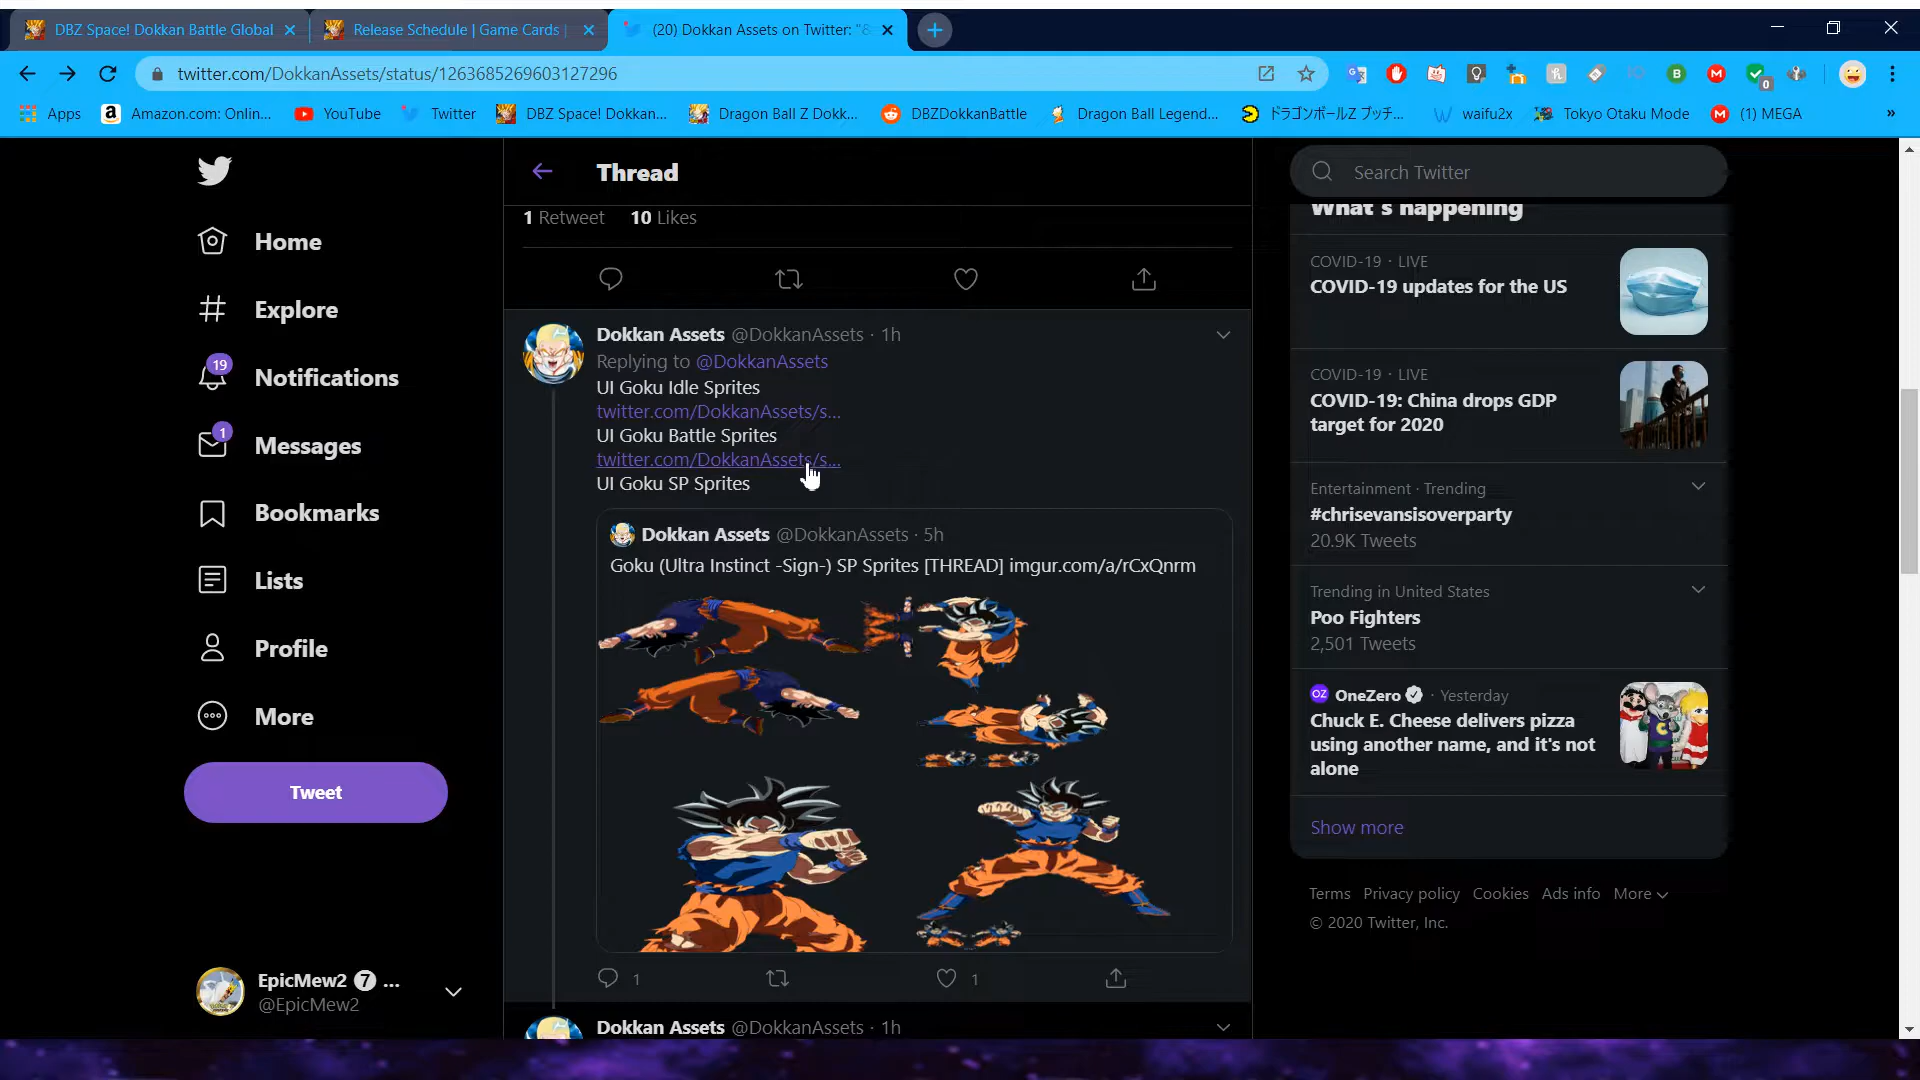 DBZ Space! Dokkan Battle Global
Release Schedule | Game Cards |
(20) Dokkan Assets on Twitter: "&
twitter.com/DokkanAssets/status/1263685269603127296
Apps
Amazon.com: Onlin...
YouTube
Twitter
DBZ Space! Dokkan...
Dragon Ball Z Dokk...
DBZDokkanBattle
Dragon Ball Legend...
ドラゴンボールZ ブッチ...
waifu2x
Tokyo Otaku Mode
(1) MEGA
»
Home
Explore
19
Notifications
1
Messages
Bookmarks
Lists
Profile
More
Tweet
EpicMew2 7 ...
@EpicMew2
Thread
1 Retweet 10 Likes
Dokkan Assets @DokkanAssets · 1h
Replying to @DokkanAssets
UI Goku Idle Sprites
twitter.com/DokkanAssets/s...
UI Goku Battle Sprites
twitter.com/DokkanAssets/s...
UI Goku SP Sprites
Dokkan Assets @DokkanAssets · 5h
Goku (Ultra Instinct -Sign-) SP Sprites [THREAD] imgur.com/a/rCxQnrm
1 1
Dokkan Assets @DokkanAssets · 1h
Search Twitter
What's happening
COVID-19 · LIVE
COVID-19 updates for the US
COVID-19 · LIVE
COVID-19: China drops GDP
target for 2020
Entertainment · Trending
#chrisevansisoverparty
20.9K Tweets
Trending in United States
Poo Fighters
2,501 Tweets
OZ OneZero · Yesterday
Chuck E. Cheese delivers pizza
using another name, and it's not
alone
Show more
Terms Privacy policy Cookies Ads info More
© 2020 Twitter, Inc.